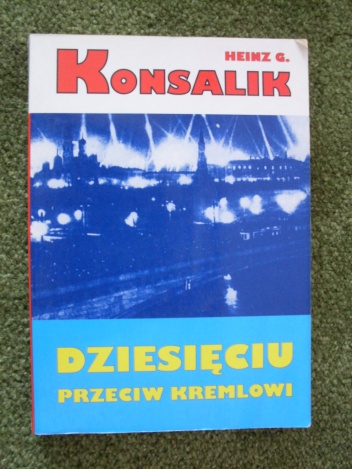 HEINZ G.
KONSALIK
DZIESIĘCIU
PRZECIW KREMLOWI